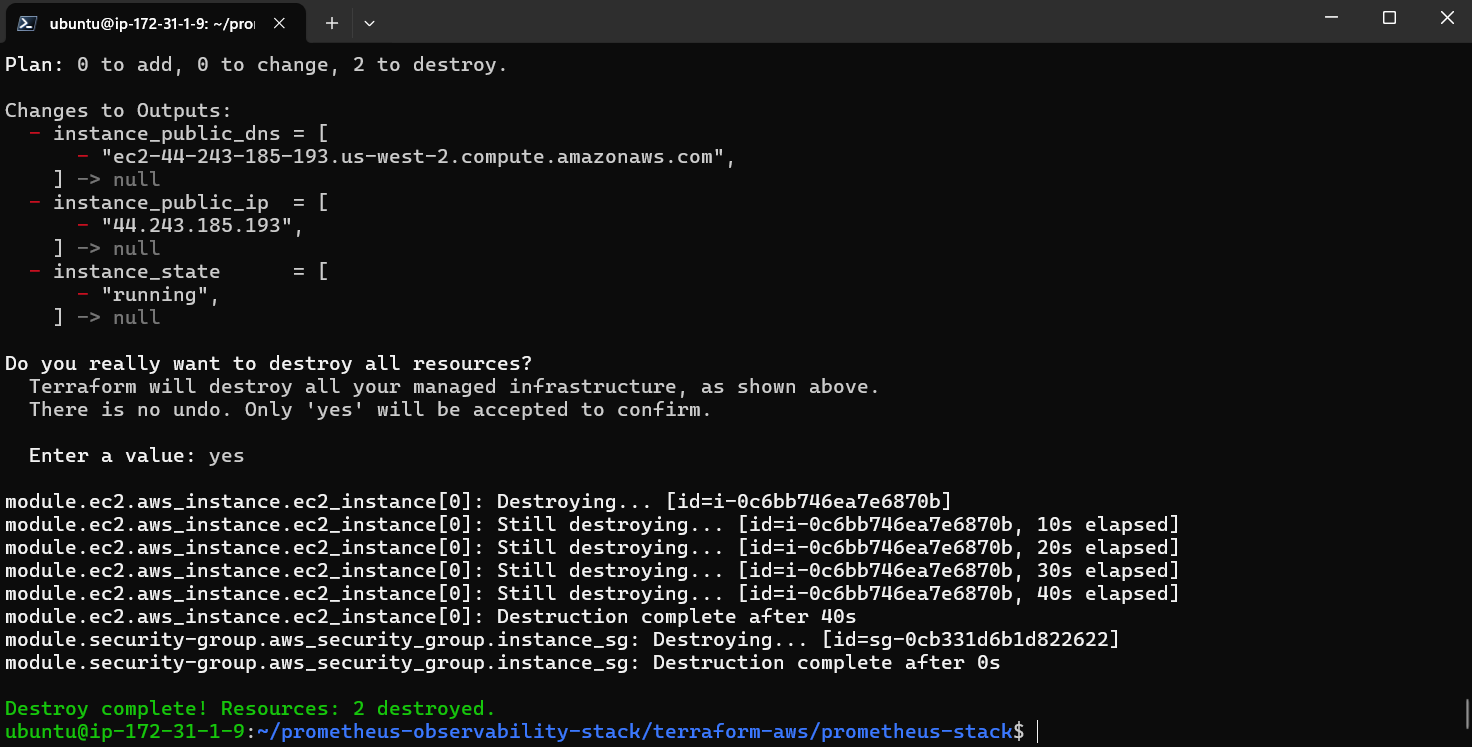 ubuntu@ip-172-31-1-9: ~/pro
Plan: 0 to add, 0 to change, 2 to destroy.
Changes to Outputs:
  - instance_public_dns = [
      - "ec2-44-243-185-193.us-west-2.compute.amazonaws.com",
    ] -> null
  - instance_public_ip  = [
      - "44.243.185.193",
    ] -> null
  - instance_state      = [
      - "running",
    ] -> null
Do you really want to destroy all resources?
  Terraform will destroy all your managed infrastructure, as shown above.
  There is no undo. Only 'yes' will be accepted to confirm.
  Enter a value: yes
module.ec2.aws_instance.ec2_instance[0]: Destroying... [id=i-0c6bb746ea7e6870b]
module.ec2.aws_instance.ec2_instance[0]: Still destroying... [id=i-0c6bb746ea7e6870b, 10s elapsed]
module.ec2.aws_instance.ec2_instance[0]: Still destroying... [id=i-0c6bb746ea7e6870b, 20s elapsed]
module.ec2.aws_instance.ec2_instance[0]: Still destroying... [id=i-0c6bb746ea7e6870b, 30s elapsed]
module.ec2.aws_instance.ec2_instance[0]: Still destroying... [id=i-0c6bb746ea7e6870b, 40s elapsed]
module.ec2.aws_instance.ec2_instance[0]: Destruction complete after 40s
module.security-group.aws_security_group.instance_sg: Destroying... [id=sg-0cb331d6b1d822622]
module.security-group.aws_security_group.instance_sg: Destruction complete after 0s
Destroy complete! Resources: 2 destroyed.
ubuntu@ip-172-31-1-9:~/prometheus-observability-stack/terraform-aws/prometheus-stack$